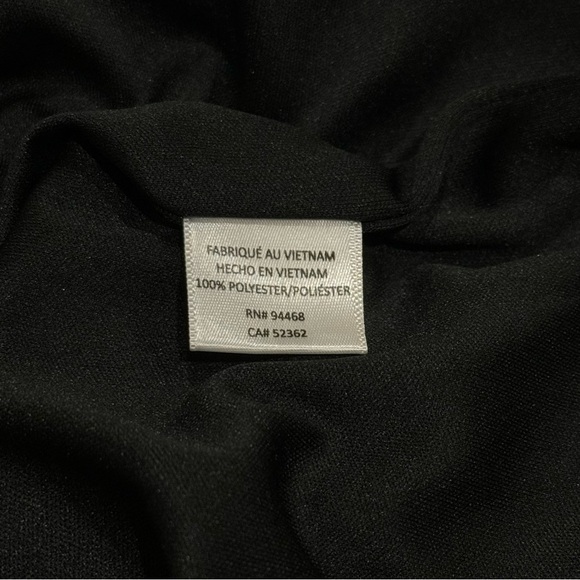 FABRIQUÉ AU VIETNAM
HECHO EN VIETNAM
100% POLYESTER/POLIÉSTER
RN# 94468
CA# 52362